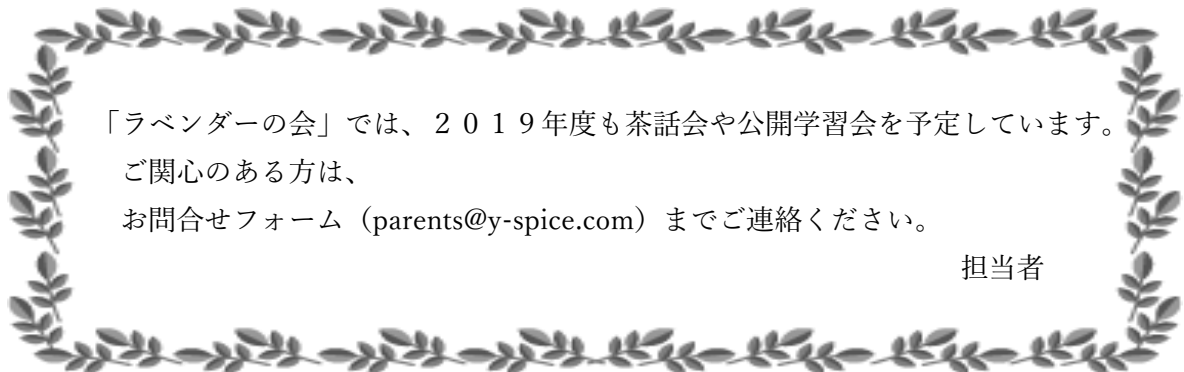 「ラベンダーの会」では、２０１９年度も茶話会や公開学習会を予定しています。
ご関心のある方は、
お問合せフォーム（parents@y-spice.com）までご連絡ください。
担当者